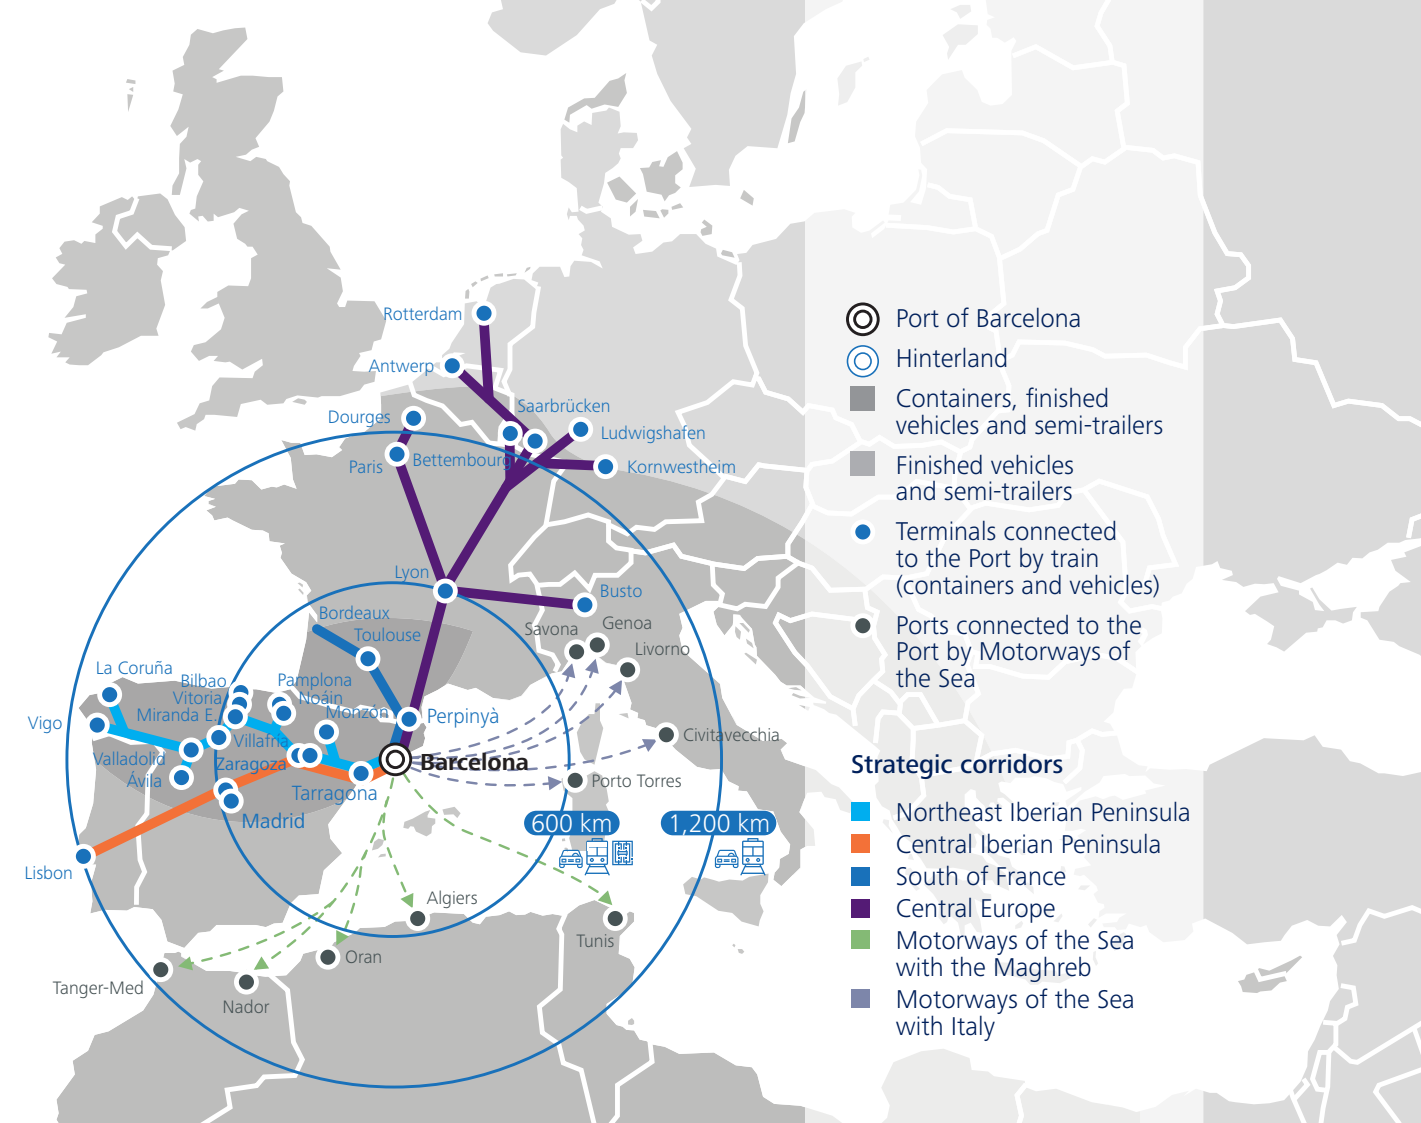 Rotterdam
Antwerp
Dourges
Saarbrücken
Ludwigshafen
Paris
Bettembourg
Kornwestheim
Lyon
Busto
Bordeaux
Savona
Genoa
Toulouse
Livorno
La Coruña
Bilbao
Pamplona
Vitoria
Noáin
Miranda E.
Monzón
Perpinyà
Vigo
Villafría
Civitavecchia
Valladolid
Zaragoza
Barcelona
Ávila
Porto Torres
Tarragona
Madrid
600 km
1,200 km
Lisbon
Algiers
Tunis
Oran
Tanger-Med
Nador
Port of Barcelona
Hinterland
Containers, finished
vehicles and semi-trailers
Finished vehicles
and semi-trailers
Terminals connected
to the Port by train
(containers and vehicles)
Ports connected to the
Port by Motorways of
the Sea
Strategic corridors
Northeast Iberian Peninsula
Central Iberian Peninsula
South of France
Central Europe
Motorways of the Sea
with the Maghreb
Motorways of the Sea
with Italy